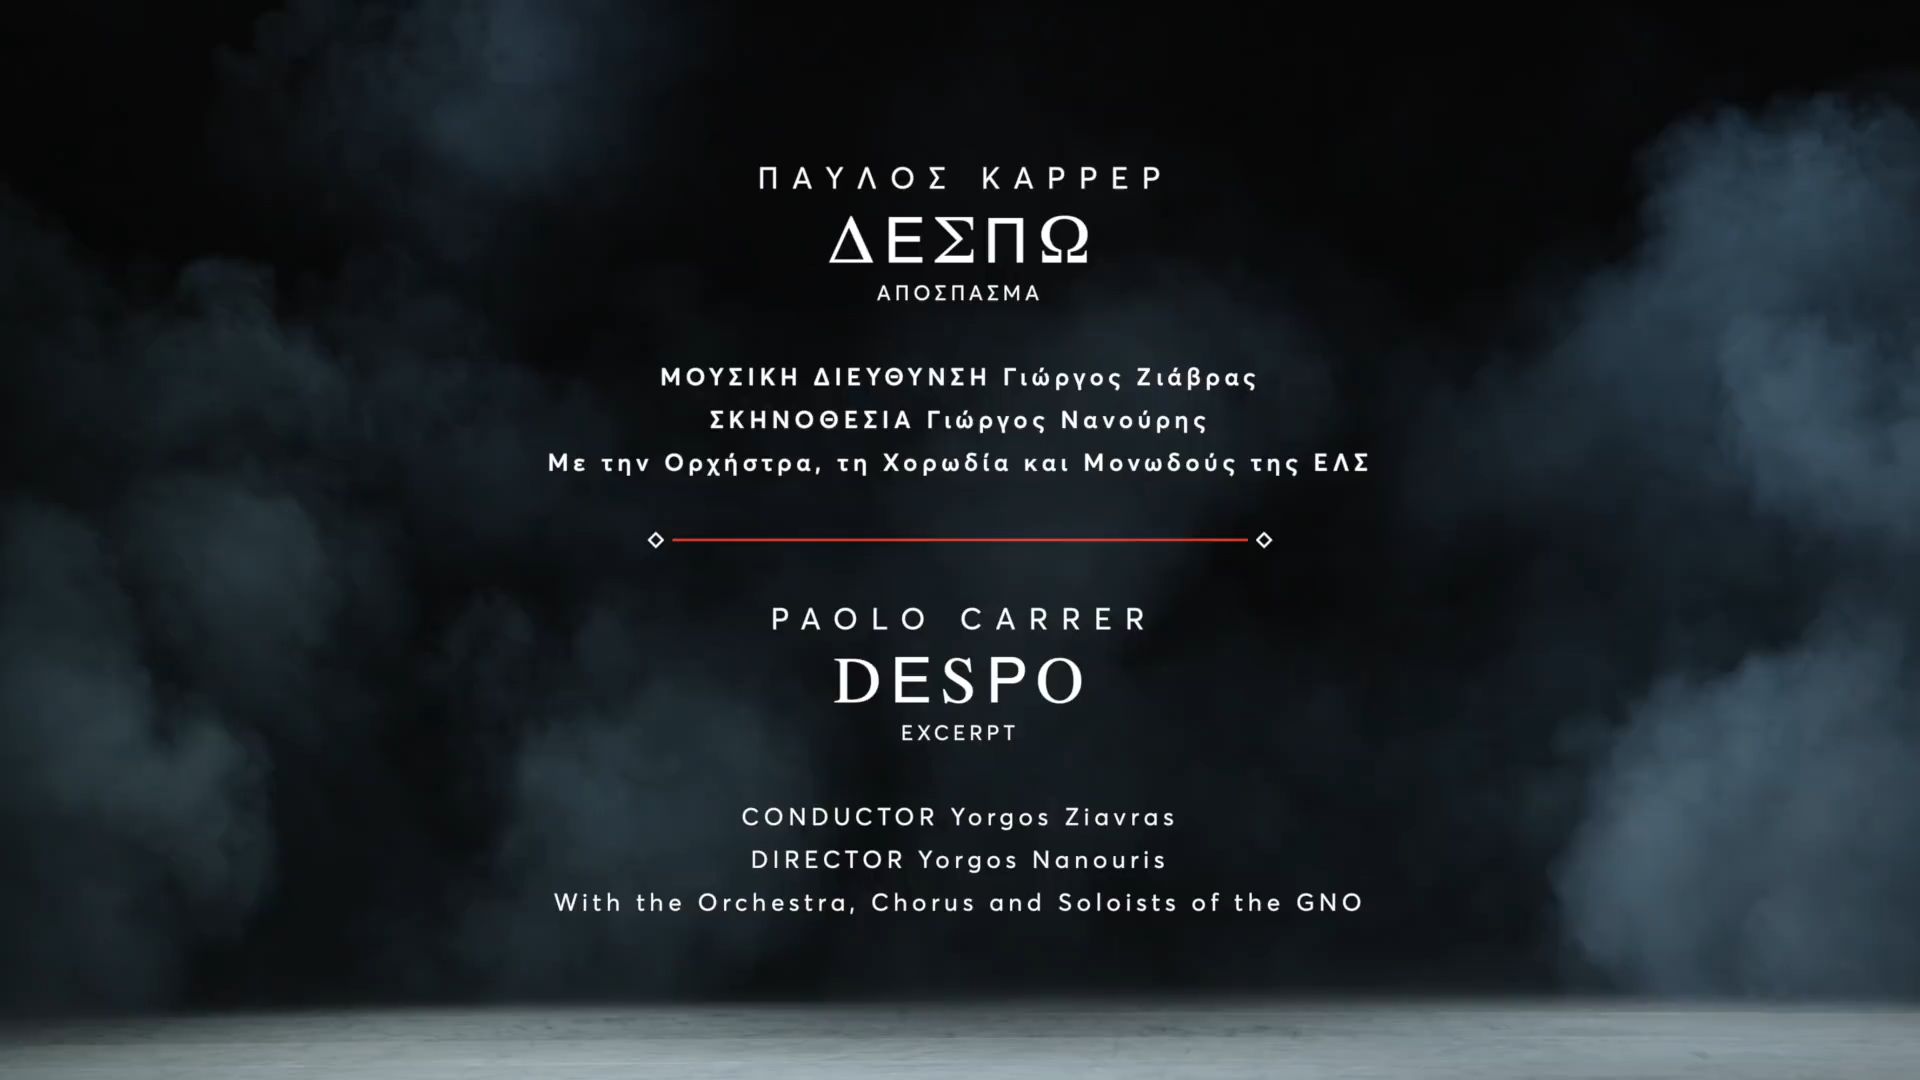 ΠΑΥΛΟΣ ΚΑΡΡΕΡ
ΔΕΣΠΩ
ΑΠΟΣΠΑΣΜΑ
ΜΟΥΣΙΚΗ ΔΙΕΥΘΥΝΣΗ Γιώργος Ζιάβρας
ΣΚΗΝΟΘΕΣΙΑ Γιώργος Νανούρης
Με την Ορχήστρα, τη Χορωδία και Μονωδούς της ΕΛΣ
PAOLO CARRER
DESPO
EXCERPT
CONDUCTOR Yorgos Ziavras
DIRECTOR Yorgos Nanouris
With the Orchestra, Chorus and Soloists of the GNO